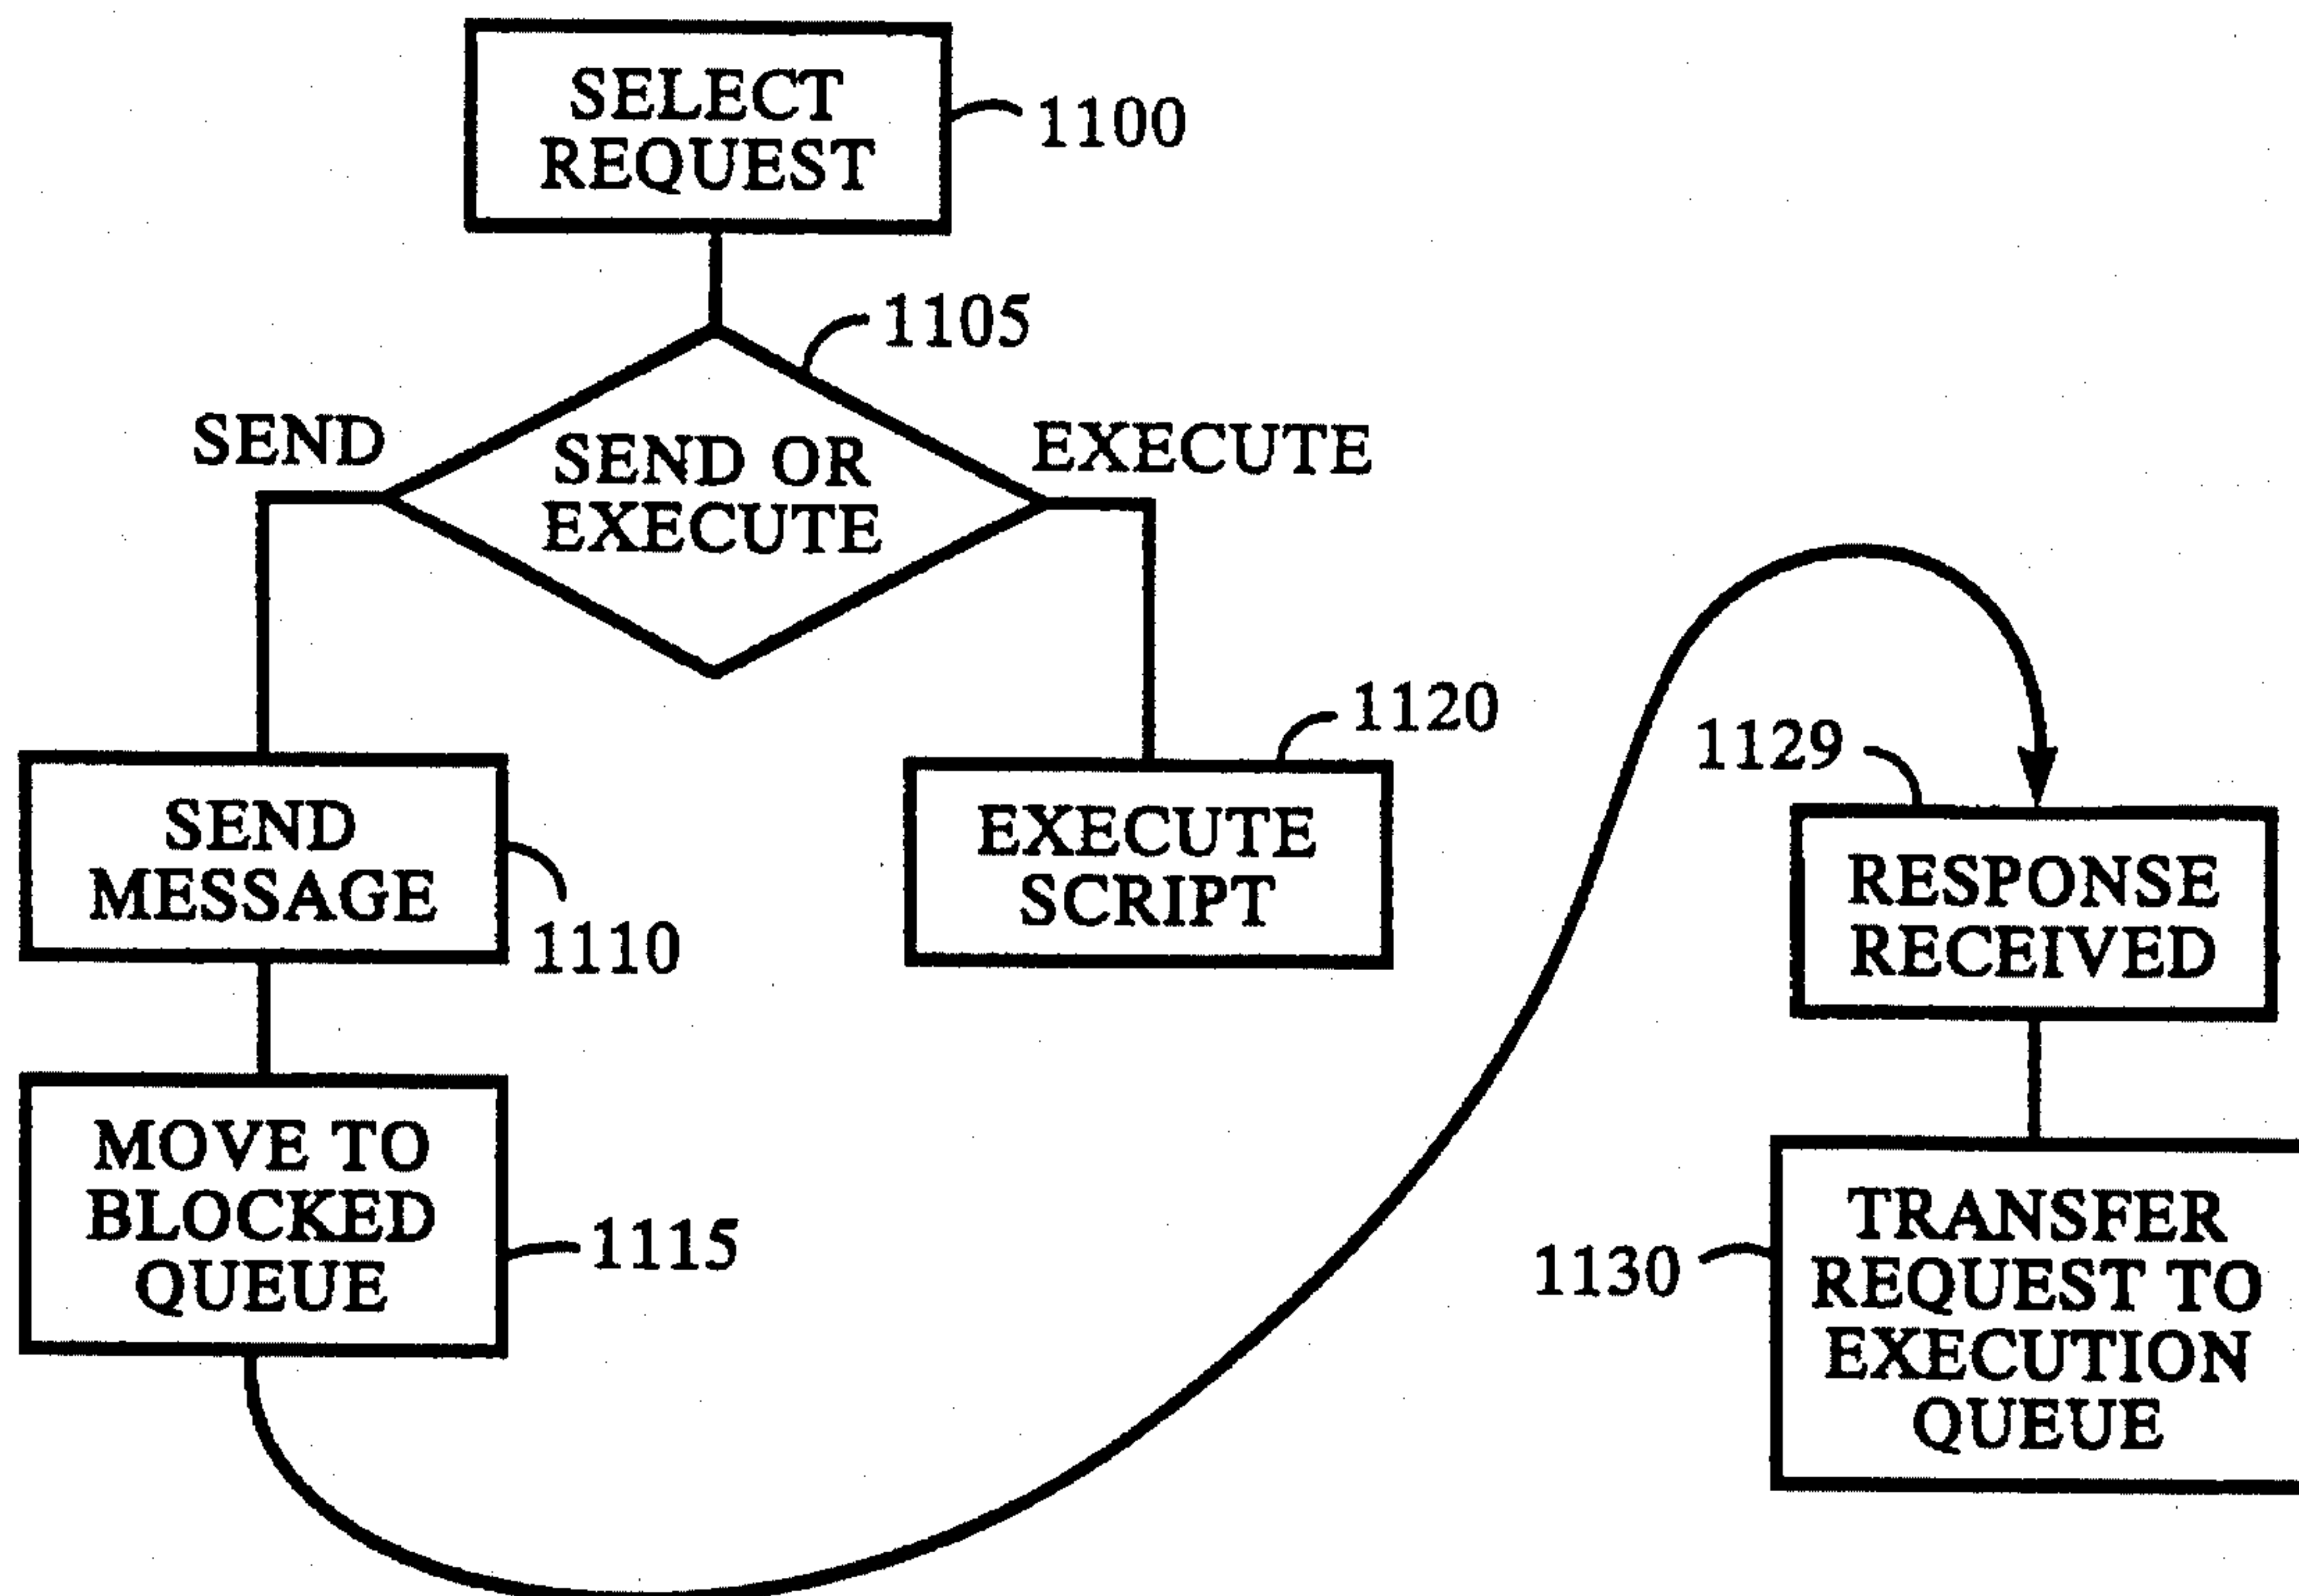 SELECT
REQUEST
1100
1105
SEND
SEND OR
EXECUTE
EXECUTE
SEND
MESSAGE
1110
1120
EXECUTE
SCRIPT
MOVE TO
BLOCKED
QUEUE
1115
1129
RESPONSE
RECEIVED
1130
TRANSFER
REQUEST TO
EXECUTION
QUEUE